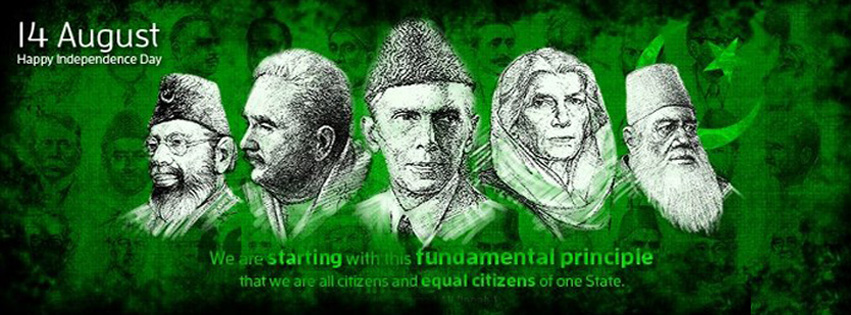 14 August
Happy Independence Day
We are starting with this fundamental principle
that we are all citizens and equal citizens of one State.